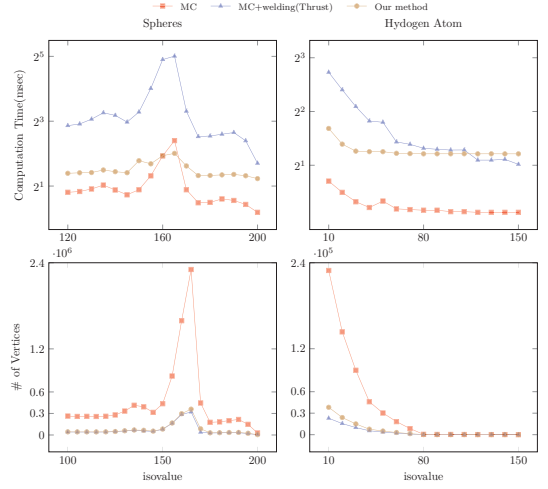 MC MC+welding(Thrust) Our method
Spheres Hydogen Atom
Computation Time(msec)
2^5
2^3
2^1
120 160 200
2^3
2^2
2^1
10 80 150
# of Vertices
·10^6
2.4
1.2
0.6
0.3
0
100 160 200
isovalue
·10^5
2.4
1.2
0.6
0.3
0
10 80 150
isovalue